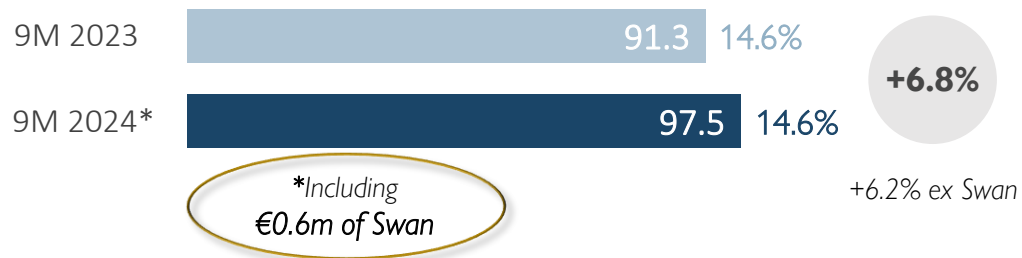 9M 2023 91.3 14.6%
+6.8%
9M 2024* 97.5 14.6%
*Including
€0.6m of Swan
+6.2% ex Swan